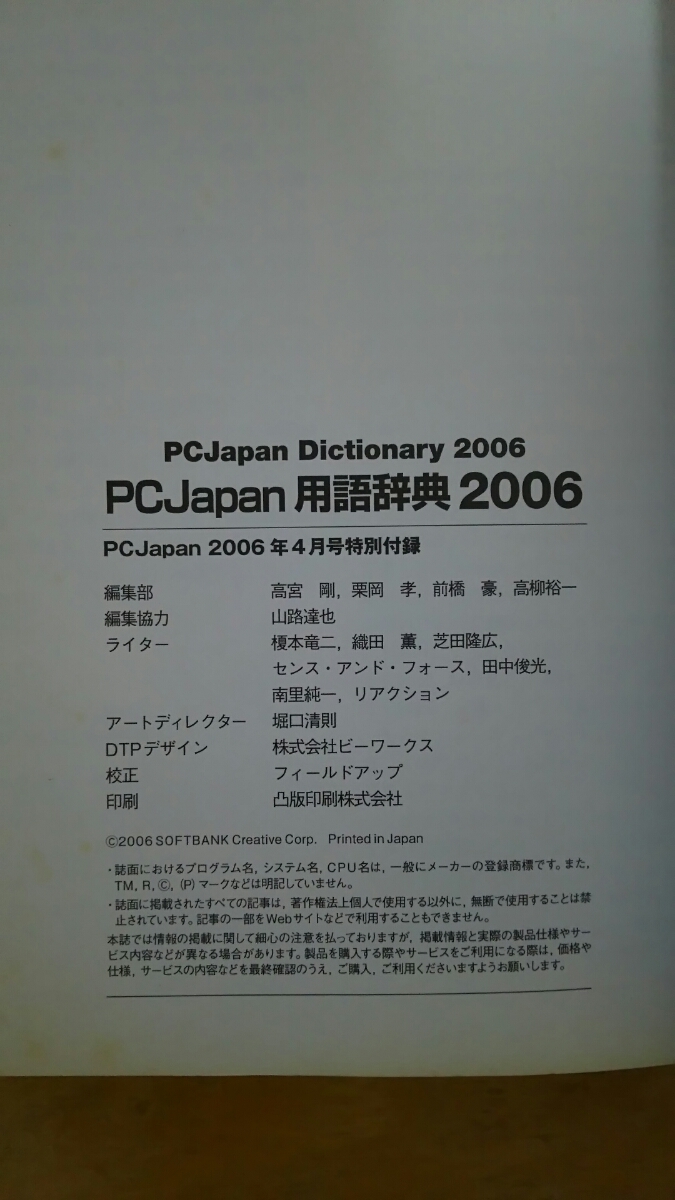 PCJapan Dictionary 2006
PCJapan 用語辞典 2006
PCJapan 2006年4月号特別付録
編集部 高宮 剛, 栗岡 孝, 前橋 豪, 高柳裕一
編集協力 山路達也
ライター 榎本竜二, 織田 薫, 芝田隆広,
センス・アンド・フォース, 田中俊光,
南里純一, リアクション
アートディレクター 堀口清則
DTPデザイン 株式会社ビーワークス
校正 フィールドアップ
印刷 凸版印刷株式会社
©2006 SOFTBANK Creative Corp. Printed in Japan
・誌面におけるプログラム名, システム名, CPU名は, 一般にメーカーの登録商標です。また,
TM, R, Ⓒ, (P)マークなどは明記していません。
・誌面に掲載されたすべての記事は, 著作権法上個人で使用する以外に, 無断で使用することは禁
止されています。記事の一部をWebサイトなどで利用することもできません。
本誌では情報の掲載に関して細心の注意を払っておりますが, 掲載情報と実際の製品仕様やサー
ビス内容などが異なる場合があります。製品を購入する際やサービスをご利用になる際は, 価格や
仕様, サービスの内容などを最終確認のうえ, ご購入, ご利用くださいますようお願いします。